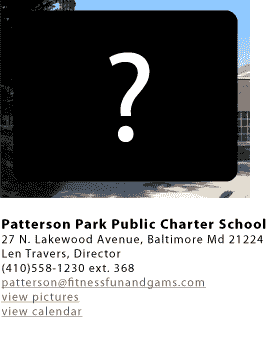 ?
Patterson Park Public Charter School
27 N. Lakewood Avenue, Baltimore Md 21224
Len Travers, Director
(410)558-1230 ext. 368
patterson@fitnessfunandgams.com
view pictures
view calendar